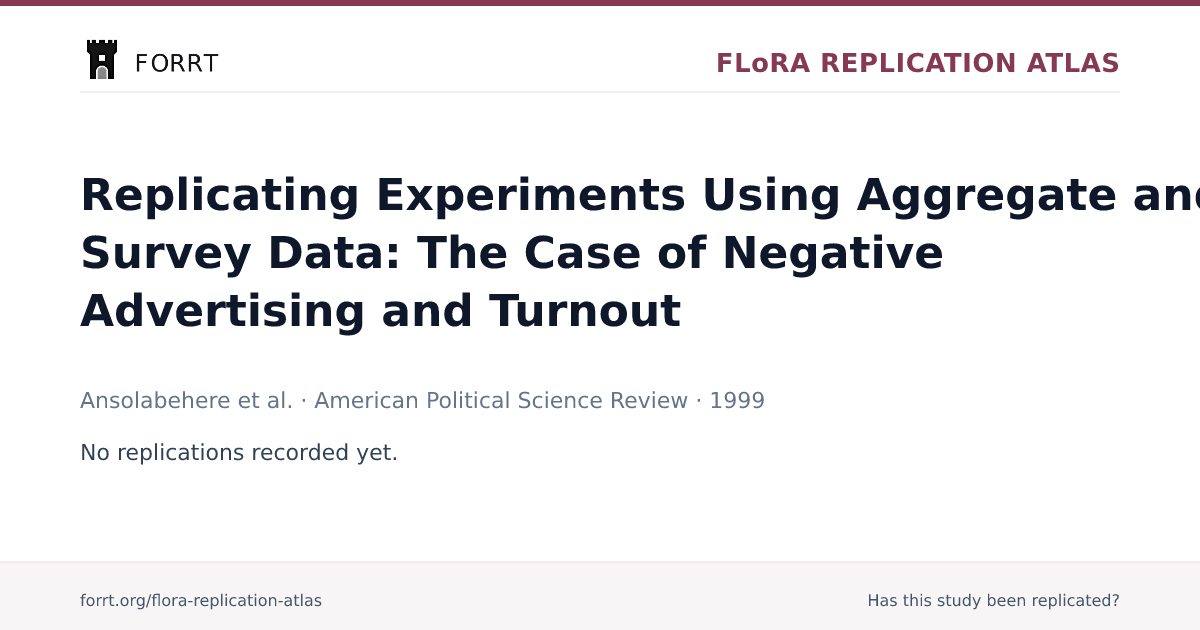 FORRT
FLoRA REPLICATION ATLAS
Replicating Experiments Using Aggregate an
Survey Data: The Case of Negative
Advertising and Turnout
Ansolabehere et al. · American Political Science Review · 1999
No replications recorded yet.
forrt.org/flora-replication-atlas
Has this study been replicated?